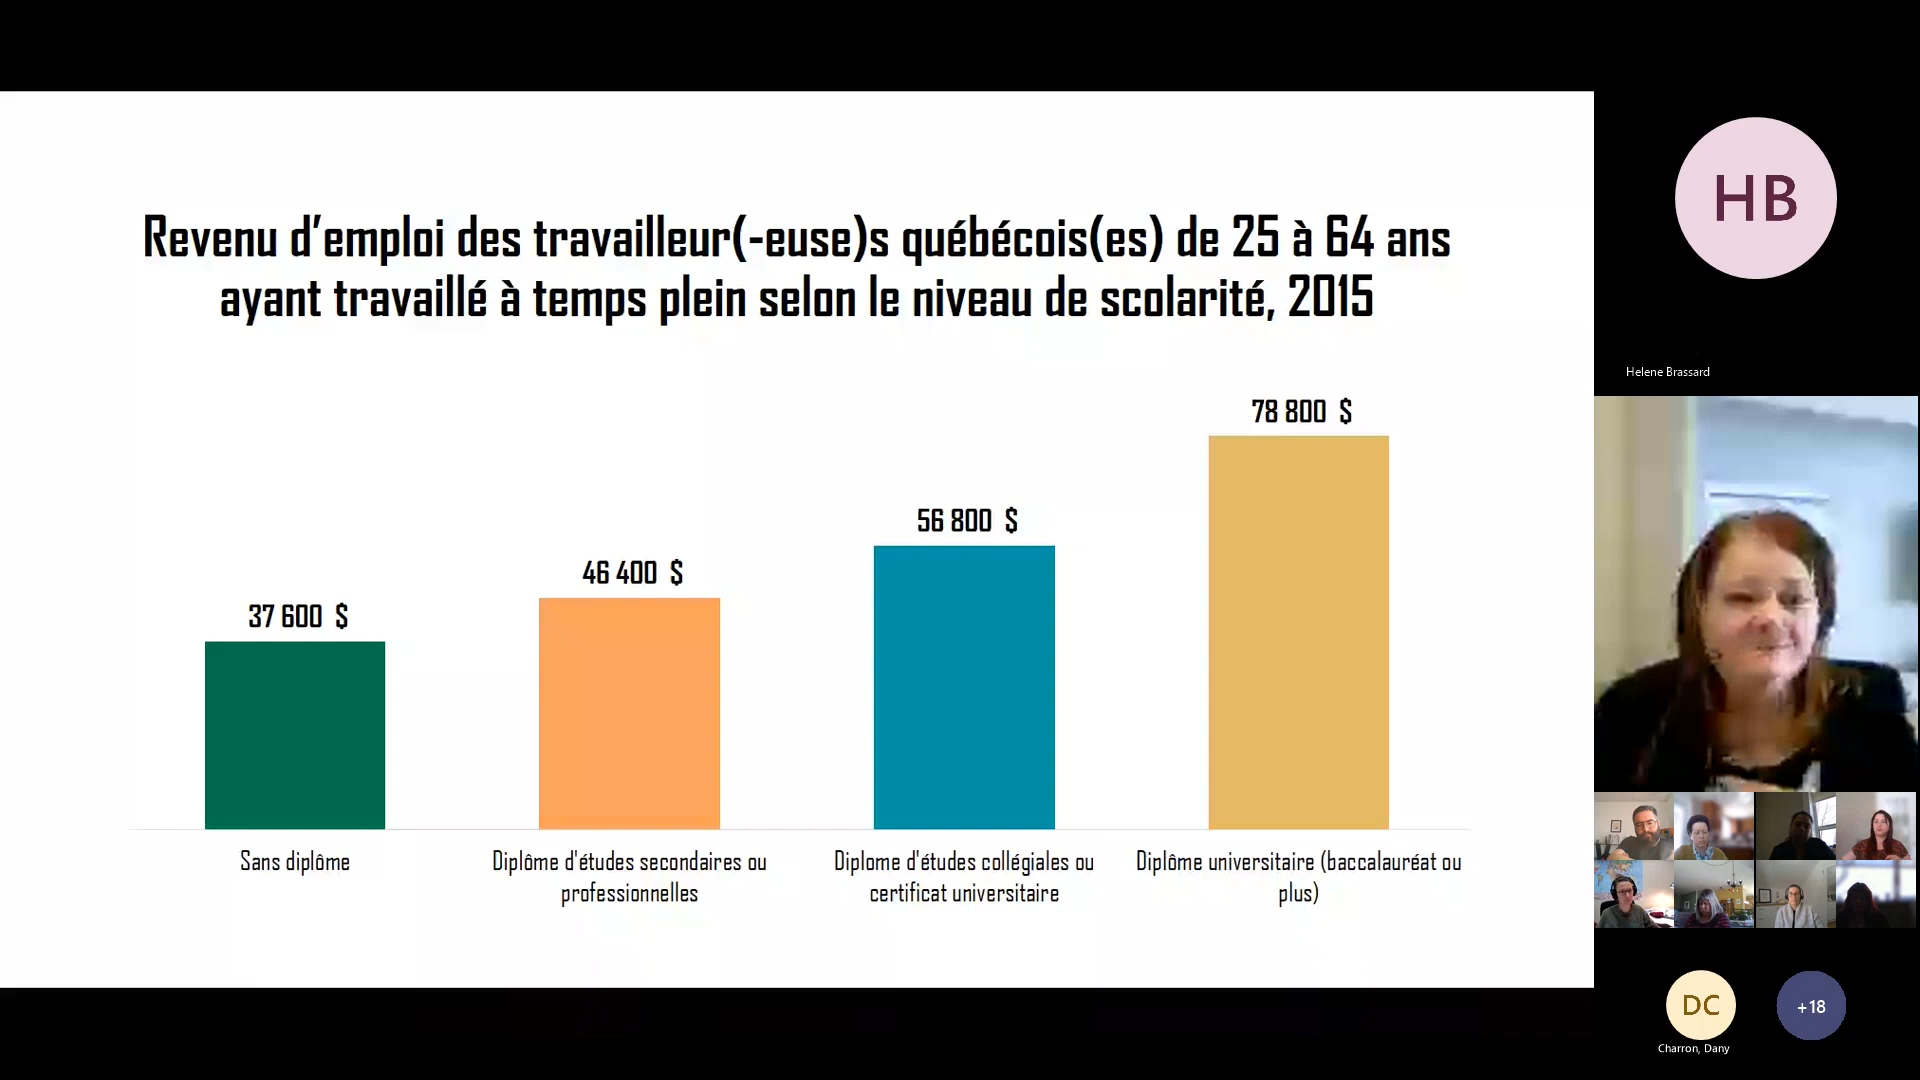 Revenu d’emploi des travailleur(-euse)s québécois(es) de 25 à 64 ans
ayant travaillé à temps plein selon le niveau de scolarité, 2015
37 600 $
46 400 $
56 800 $
78 800 $
Sans diplôme
Diplôme d'études secondaires ou
professionnelles
Diplome d'études collégiales ou
certificat universitaire
Diplôme universitaire (baccalauréat ou
plus)
HB
Helene Brassard
DC
Charron, Dany
+18